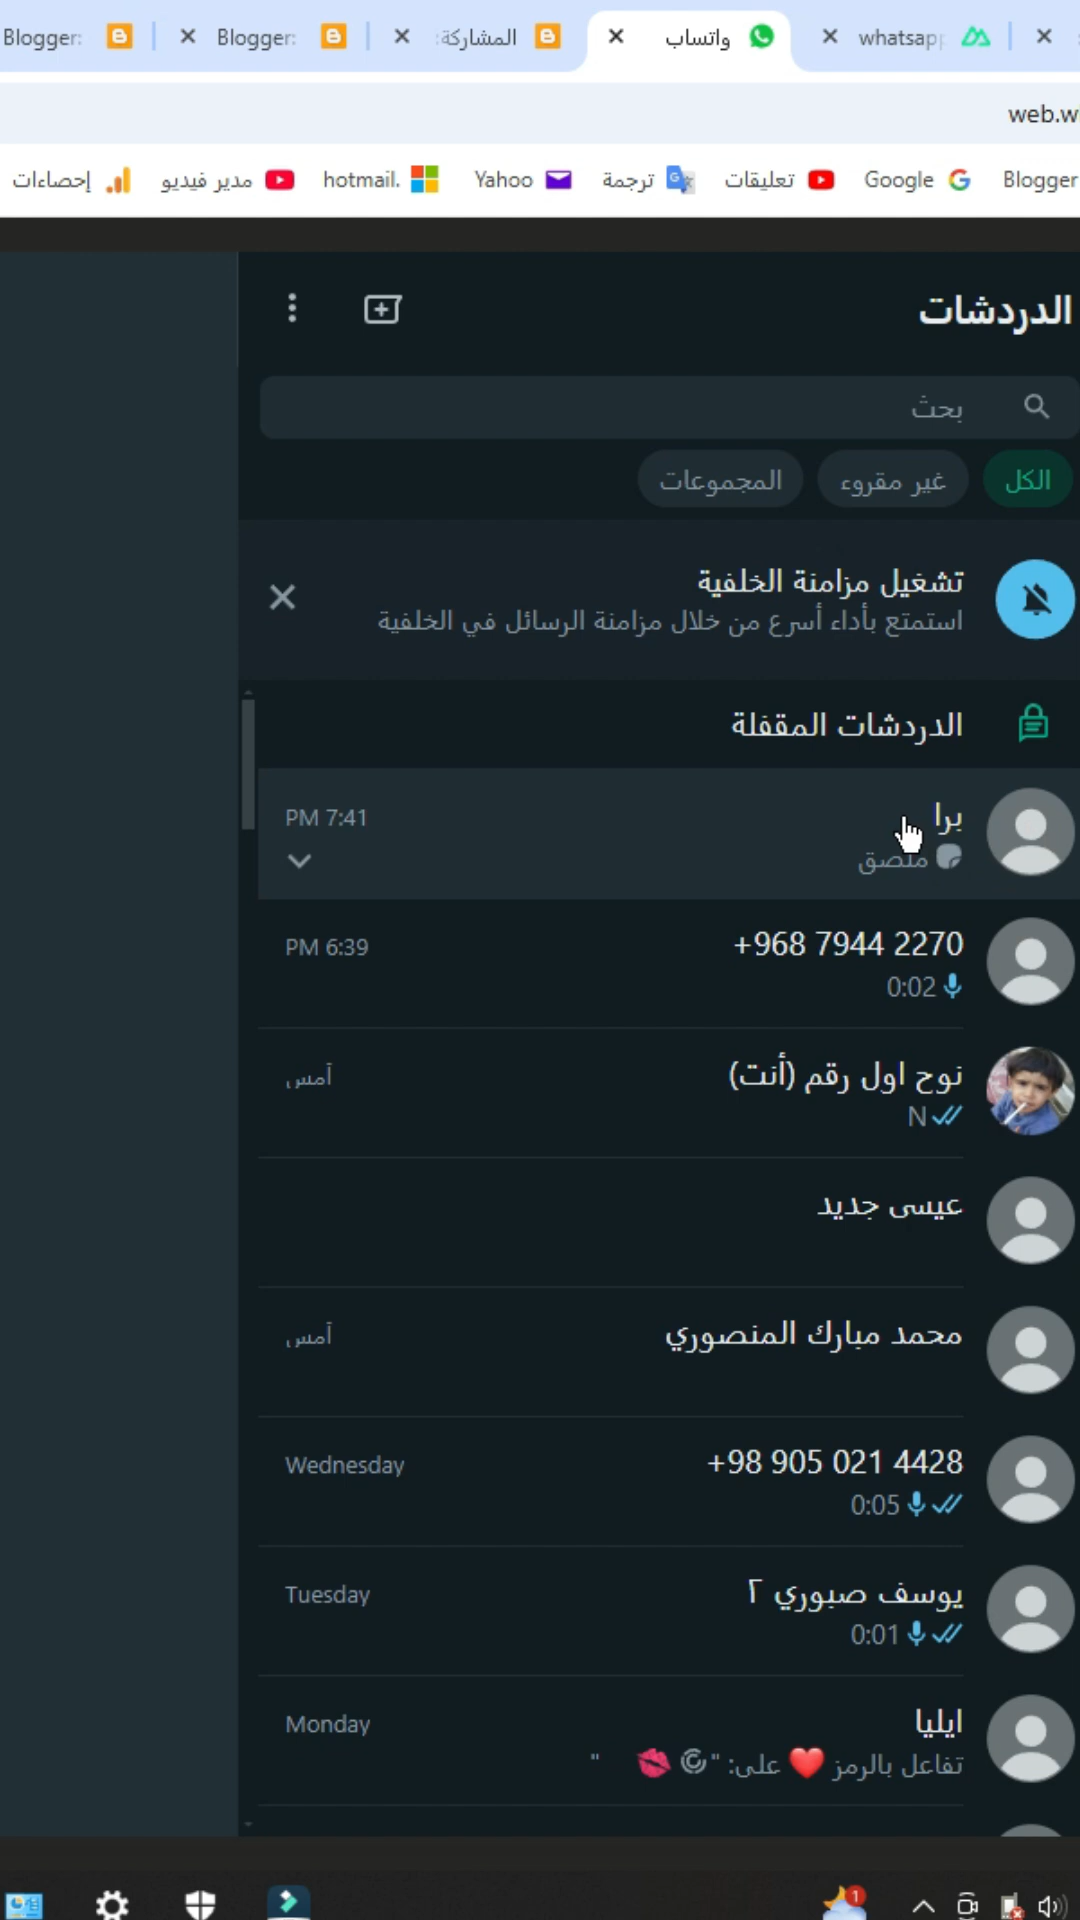 whatsapp
واتساب
المشاركة:
Blogger:
Blogger:
web.w
Blogger
Google
تعليقات
ترجمة
Yahoo
hotmail.
مدير فيديو
إحصاءات
الدردشات
بحث
الكل
غير مقروء
المجموعات
تشغيل مزامنة الخلفية
استمتع بأداء أسرع من خلال مزامنة الرسائل في الخلفية
الدردشات المقفلة
برا
7:41 PM
ملصق
+968 7944 2270
6:39 PM
0:02
نوح اول رقم (أنت)
أمس
N
عيسى جديد
محمد مبارك المنصوري
أمس
+98 905 021 4428
Wednesday
0:05
يوسف صبوري ٢
Tuesday
0:01
ايليا
Monday
تفاعل بالرمز ❤️ على: " 💋 "
1